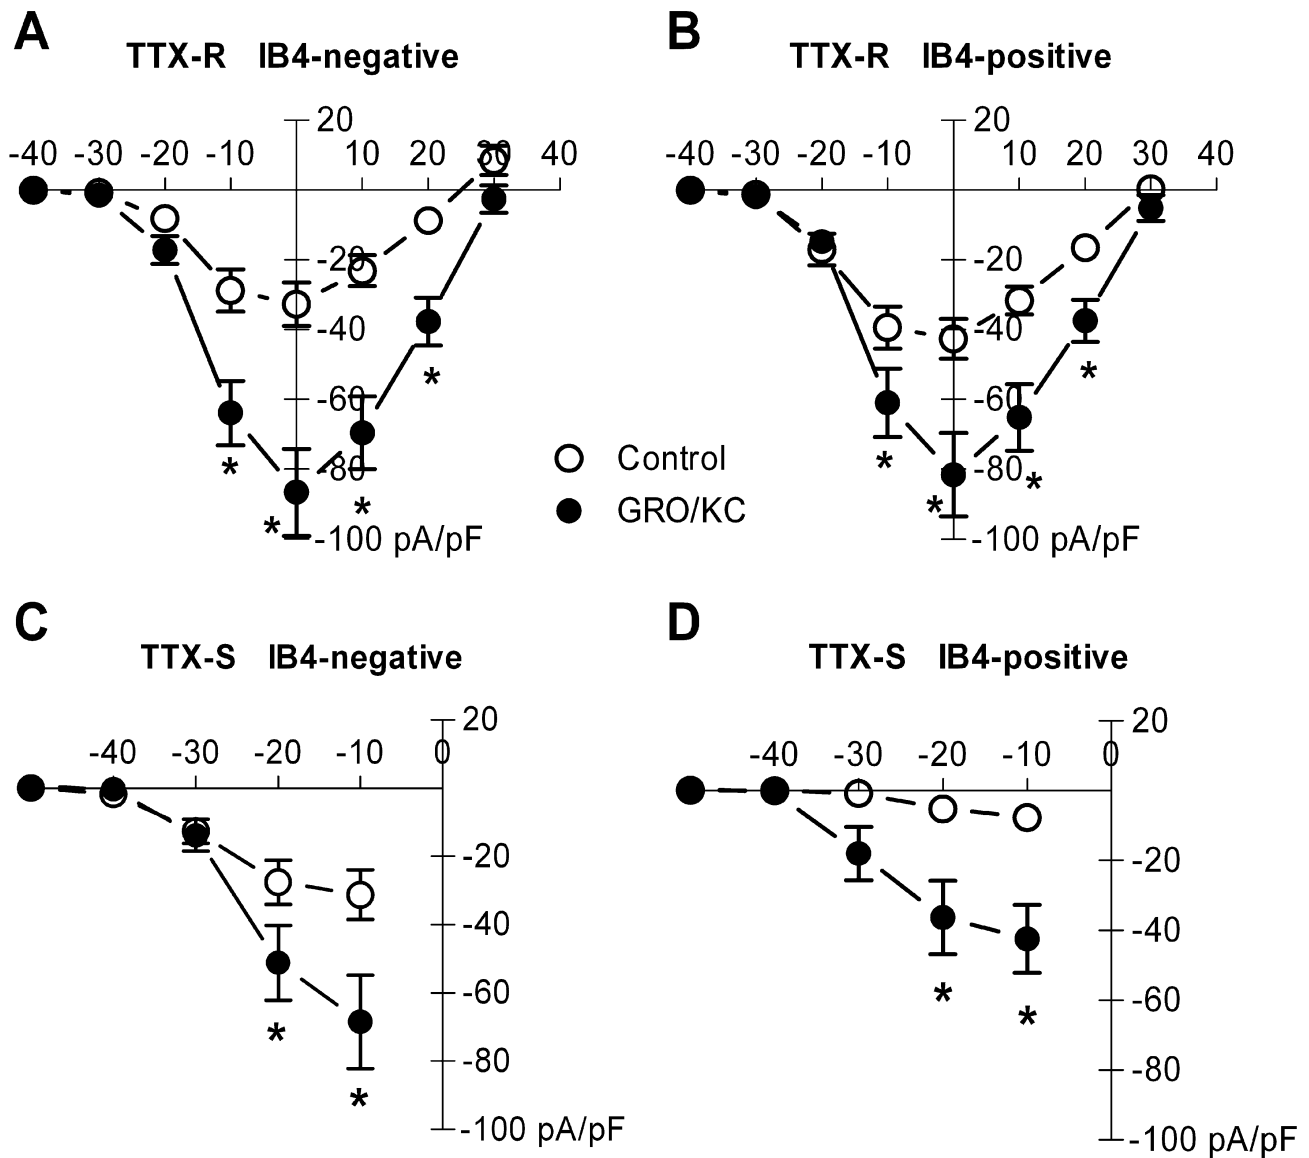 A
B
TTX-R IB4-negative
TTX-R IB4-positive
20
-40 -30 -20 -10 10 20 30 40
-20
-40
-60
-80
-100 pA/pF
* * * *
20
-40 -30 -20 -10 10 20 30 40
-20
-40
-60
-80
-100 pA/pF
* * * *
Control
GRO/KC
C
D
TTX-S IB4-negative
TTX-S IB4-positive
20
-40 -30 -20 -10 0
-20
-40
-60
-80
-100 pA/pF
* *
20
-40 -30 -20 -10 0
-20
-40
-60
-80
-100 pA/pF
* *